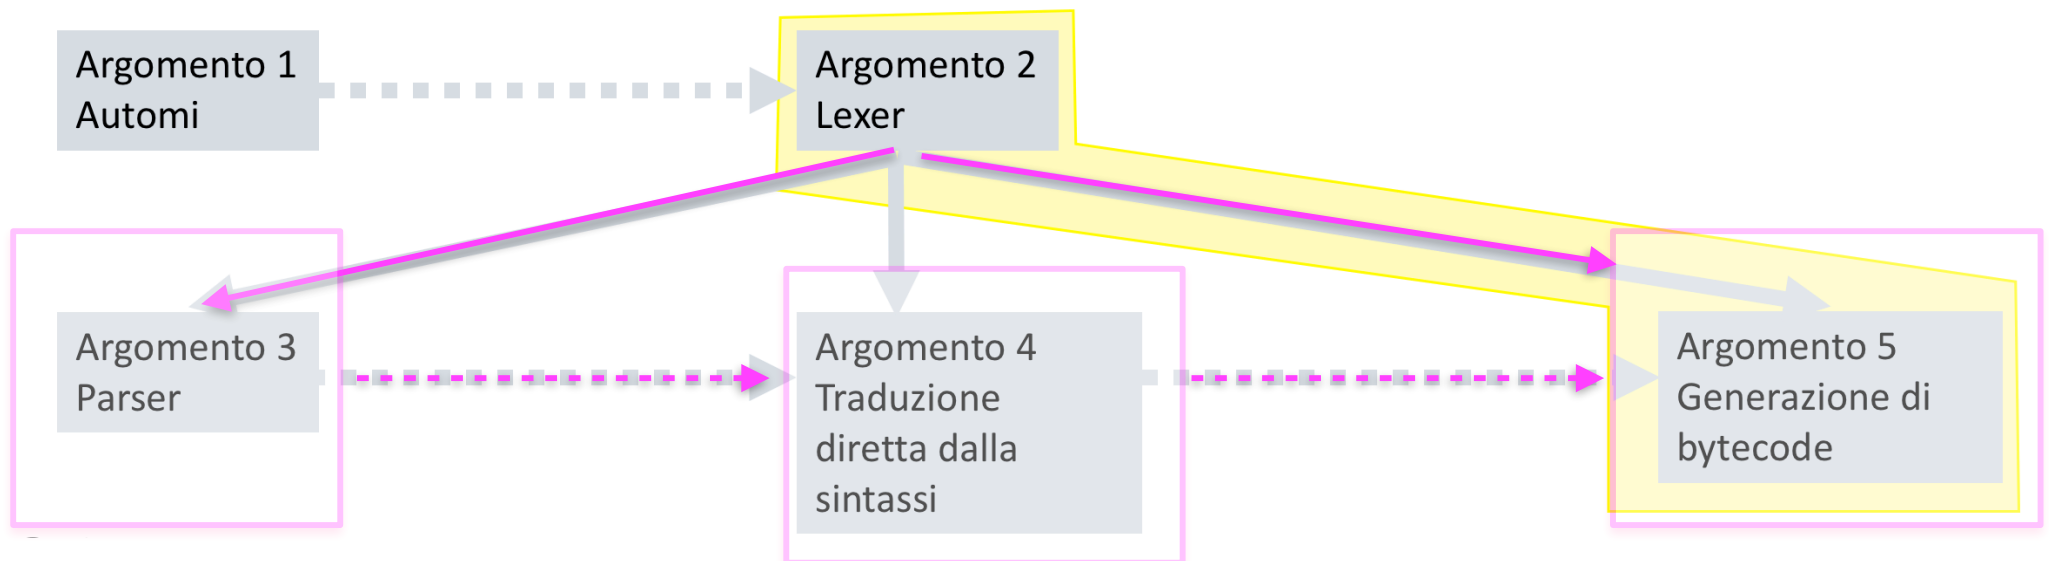 Argomento 1
Automi
Argomento 2
Lexer
Argomento 3
Parser
Argomento 4
Traduzione
diretta dalla
sintassi
Argomento 5
Generazione di
bytecode